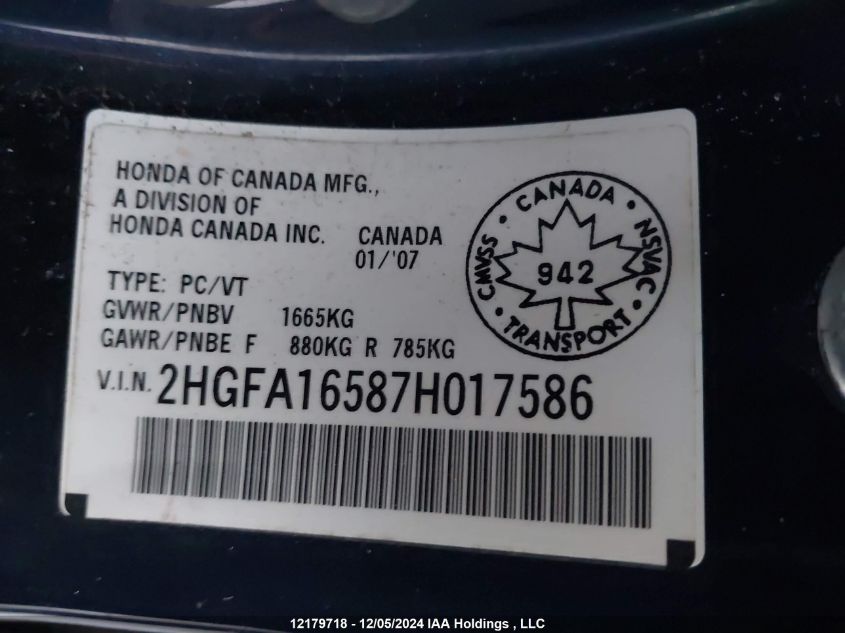 HONDA OF CANADA MFG.,
A DIVISION OF
HONDA CANADA INC. CANADA
01/'07
TYPE: PC/VT
GVWR/PNBV 1665KG
GAWR/PNBE F 880KG R 785KG
V.I.N. 2HGFA16587H017586
CMVSS · CANADA · NSVAC · TRANSPORT ·
942
12179718 - 12/05/2024 IAA Holdings , LLC